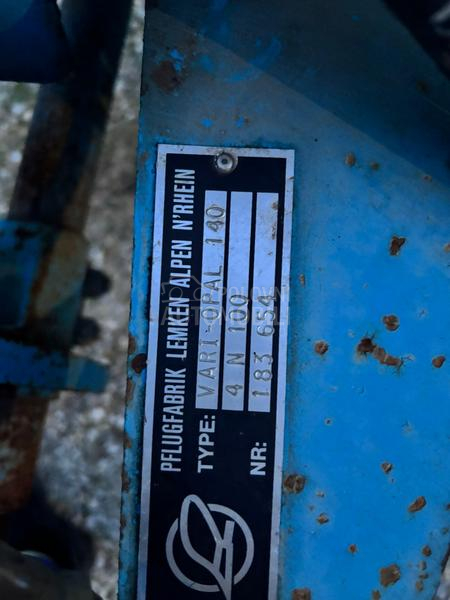 PFLUGFABRIK LEMKEN ALPEN N'RHEIN
TYPE: VARI-OPAL 140
4 N 100
NR: 183 654